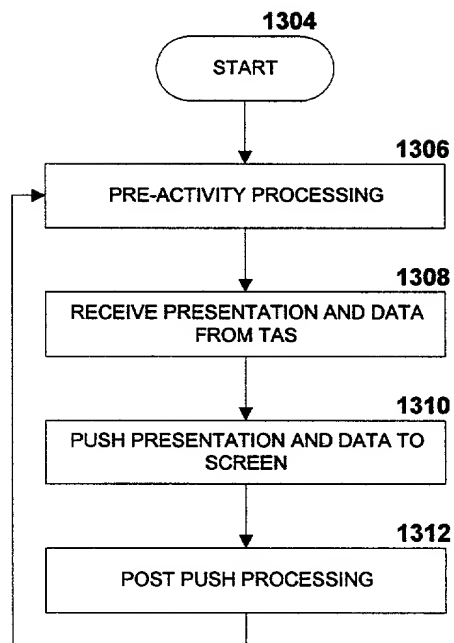 1304
START
1306
PRE-ACTIVITY PROCESSING
1308
RECEIVE PRESENTATION AND DATA
FROM TAS
1310
PUSH PRESENTATION AND DATA TO
SCREEN
1312
POST PUSH PROCESSING